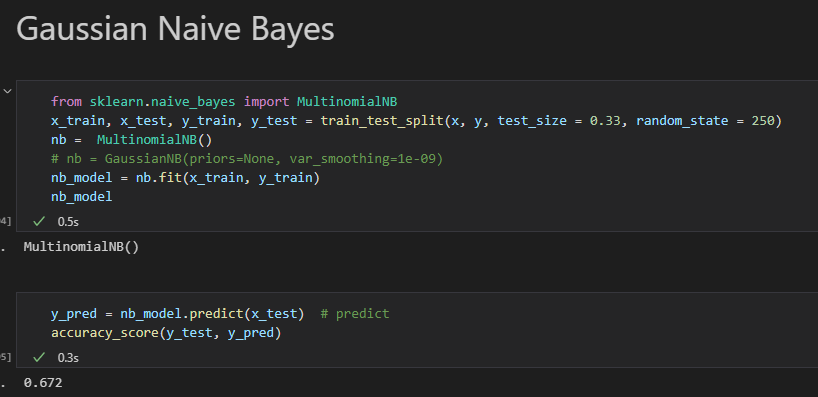 Gaussian Naive Bayes
from sklearn.naive_bayes import MultinomialNB
x_train, x_test, y_train, y_test = train_test_split(x, y, test_size = 0.33, random_state = 250)
nb =  MultinomialNB()
# nb = GaussianNB(priors=None, var_smoothing=1e-09)
nb_model = nb.fit(x_train, y_train)
nb_model
4] 0.5s
MultinomialNB()
y_pred = nb_model.predict(x_test)  # predict
accuracy_score(y_test, y_pred)
5] 0.3s
0.672